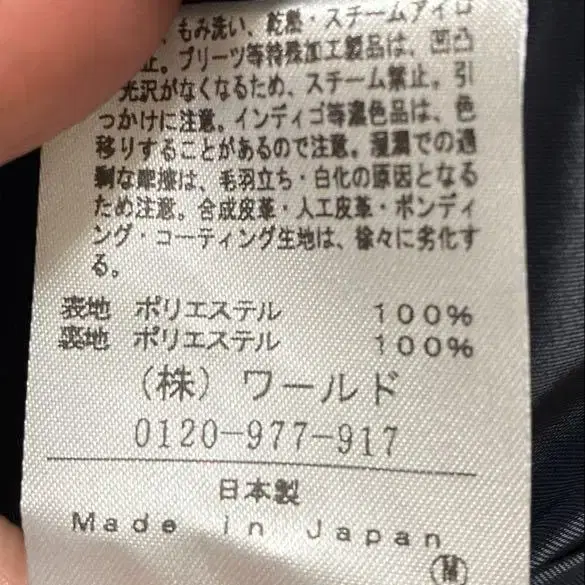 もみ洗い、乾熱・スチームアイロ
止。プリーツ等特殊加工製品は、凹凸
光沢がなくなるため、スチーム禁止。引
っかけに注意。インディゴ等濃色品は、色
移りすることがあるので注意。湿潤での過
剰な摩擦は、毛羽立ち・白化の原因となる
ため注意。合成皮革・人工皮革・ボンディ
ング・コーティング生地は、徐々に劣化す
る。
表地 ポリエステル 100%
裏地 ポリエステル 100%
(株)ワールド
0120-977-917
日本製
Made in Japan
M